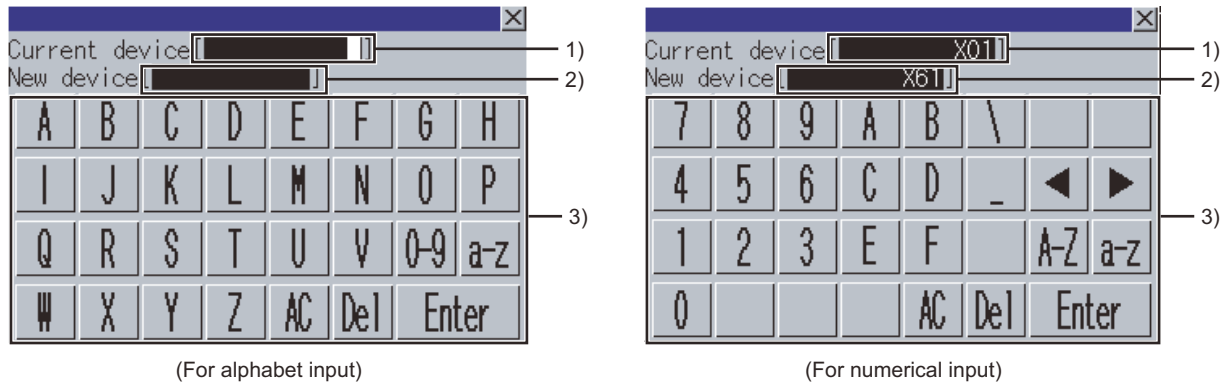 Current device[ ] 1)
New device[ ] 2)
A B C D E F G H
I J K L M N O P
3)
Q R S T U V 0-9 a-z
W X Y Z AC Del Enter
(For alphabet input)
Current device[ X01] 1)
New device[ X61] 2)
7 8 9 A B \
4 5 6 C D _ ◀ ▶
3)
1 2 3 E F A-Z a-z
0 AC Del Enter
(For numerical input)